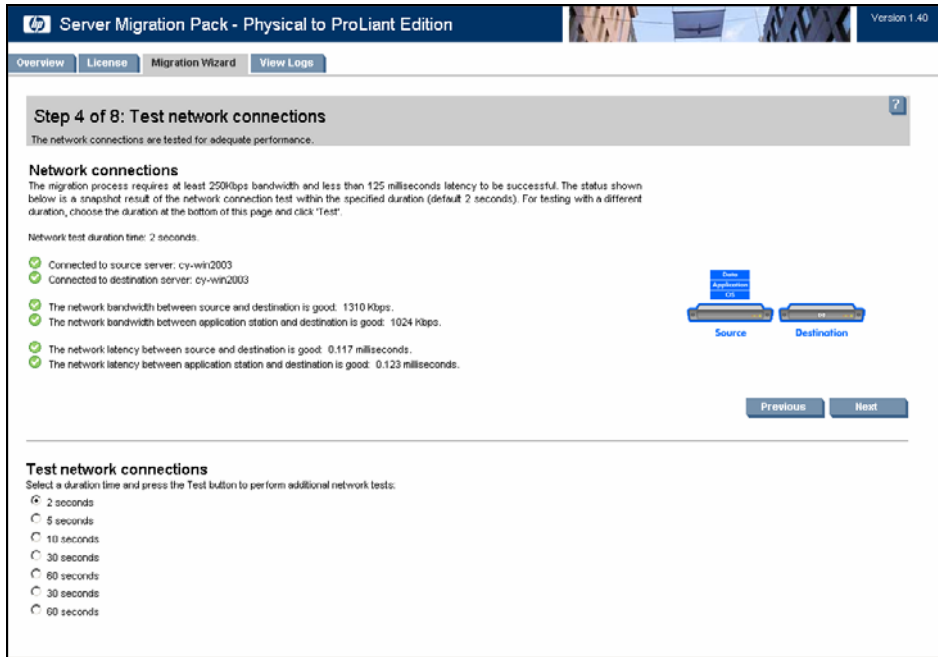 hp Server Migration Pack - Physical to ProLiant Edition
Version 1.40
Overview License Migration Wizard View Logs
Step 4 of 8: Test network connections
?
The network connections are tested for adequate performance.
Network connections
The migration process requires at least 250Kbps bandwidth and less than 125 milliseconds latency to be successful. The status shown
below is a snapshot result of the network connection test within the specified duration (default 2 seconds). For testing with a different
duration, choose the duration at the bottom of this page and click 'Test'.
Network test duration time: 2 seconds.
Connected to source server: cy-win2003
Connected to destination server: cy-win2003
The network bandwidth between source and destination is good: 1310 Kbps.
The network bandwidth between application station and destination is good: 1024 Kbps.
The network latency between source and destination is good: 0.117 milliseconds.
The network latency between application station and destination is good: 0.123 milliseconds.
Data
Application
OS
Source Destination
Previous Next
Test network connections
Select a duration time and press the Test button to perform additional network tests:
2 seconds
5 seconds
10 seconds
30 seconds
60 seconds
30 seconds
60 seconds